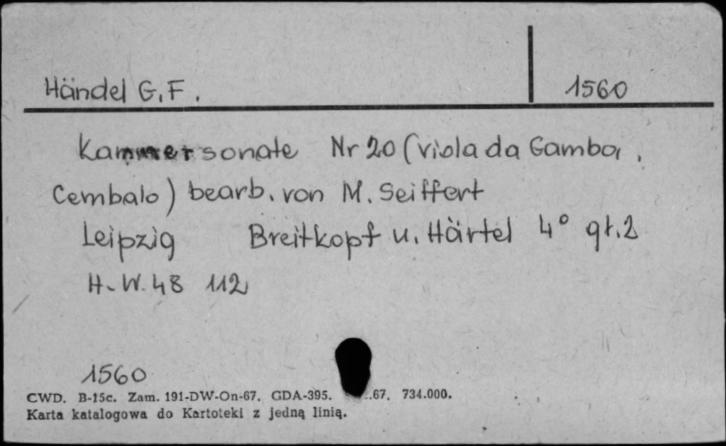 Händel G.F.
1560
Kammersonate Nr 20 (Viola da Gamba,
Cembalo) bearb. von M. Seiffert
Leipzig Breitkopf u. Härtel 4° gł.2
H.W.48 112
1560
CWD. B-15c. Zam. 191-DW-On-67. GDA-395. .67. 734.000.
Karta katalogowa do Kartoteki z jedną linią.